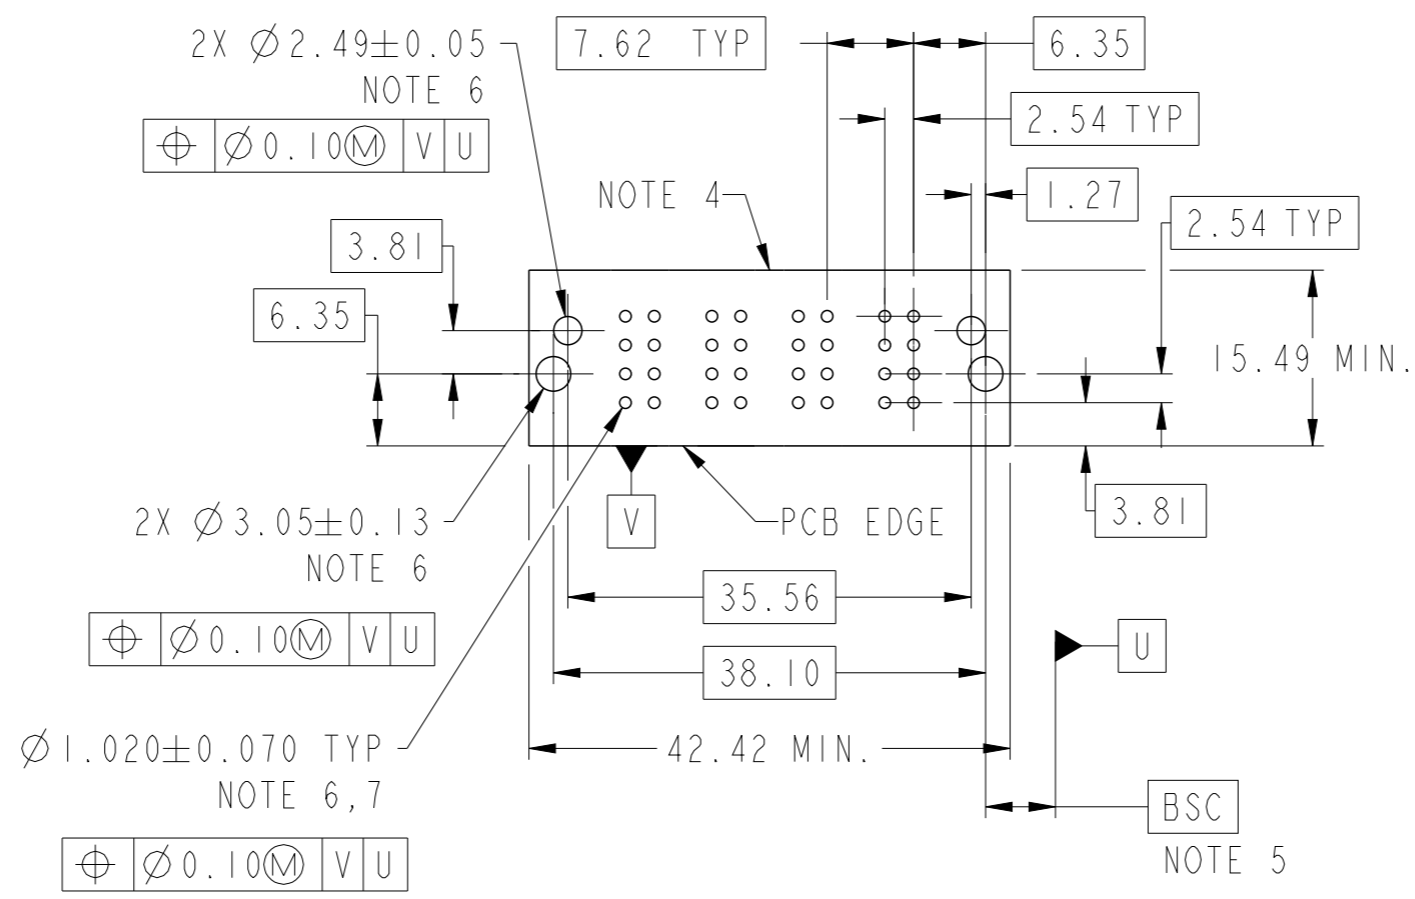 2X ⌀2.49±0.05
NOTE 6
⌖ ⌀0.10Ⓜ V U
7.62 TYP
6.35
2.54 TYP
NOTE 4
1.27
2.54 TYP
3.81
6.35
15.49 MIN.
V
PCB EDGE
3.81
2X ⌀3.05±0.13
NOTE 6
⌖ ⌀0.10Ⓜ V U
35.56
U
38.10
⌀1.020±0.070 TYP
NOTE 6,7
⌖ ⌀0.10Ⓜ V U
42.42 MIN.
BSC
NOTE 5